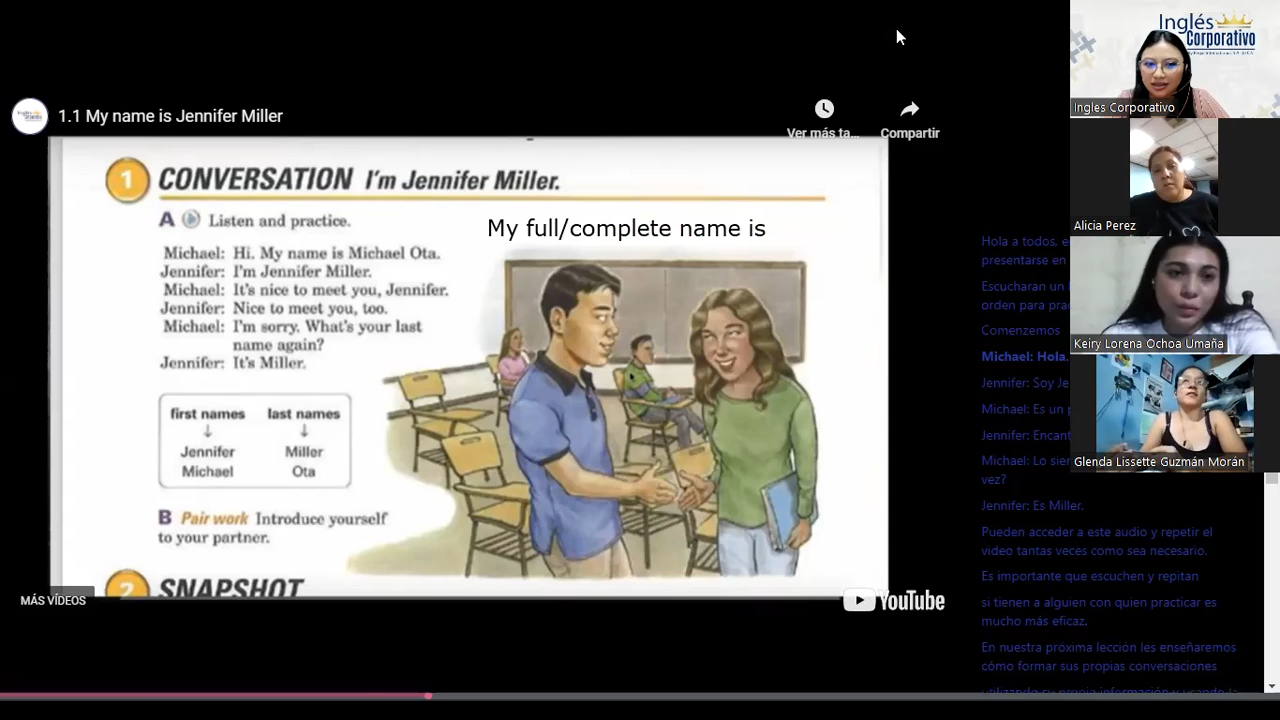 1.1 My name is Jennifer Miller
Ver más ta...
Compartir
1 CONVERSATION I'm Jennifer Miller.
A Listen and practice.
My full/complete name is
Michael: Hi. My name is Michael Ota.
Jennifer: I'm Jennifer Miller.
Michael: It's nice to meet you, Jennifer.
Jennifer: Nice to meet you, too.
Michael: I'm sorry. What's your last
name again?
Jennifer: It's Miller.
first names last names
↓ ↓
Jennifer Miller
Michael Ota
B Pair work Introduce yourself
to your partner.
2 SNAPSHOT
MÁS VÍDEOS
YouTube
Inglés
Corporativo
Ingles Corporativo
Alicia Perez
Keiry Lorena Ochoa Umaña
Glenda Lissette Guzmán Morán
Hola a todos,
presentarse en
Escucharan un
orden para
Comenzemos
Michael: Hola.
Jennifer: Soy
Michael: Es un
Jennifer:
Michael: Lo
vez?
Jennifer: Es Miller.
Pueden acceder a este audio y repetir el
video tantas veces como sea necesario.
Es importante que escuchen y repitan
si tienen a alguien con quien practicar es
mucho más eficaz.
En nuestra próxima lección les enseñaremos
cómo formar sus propias conversaciones